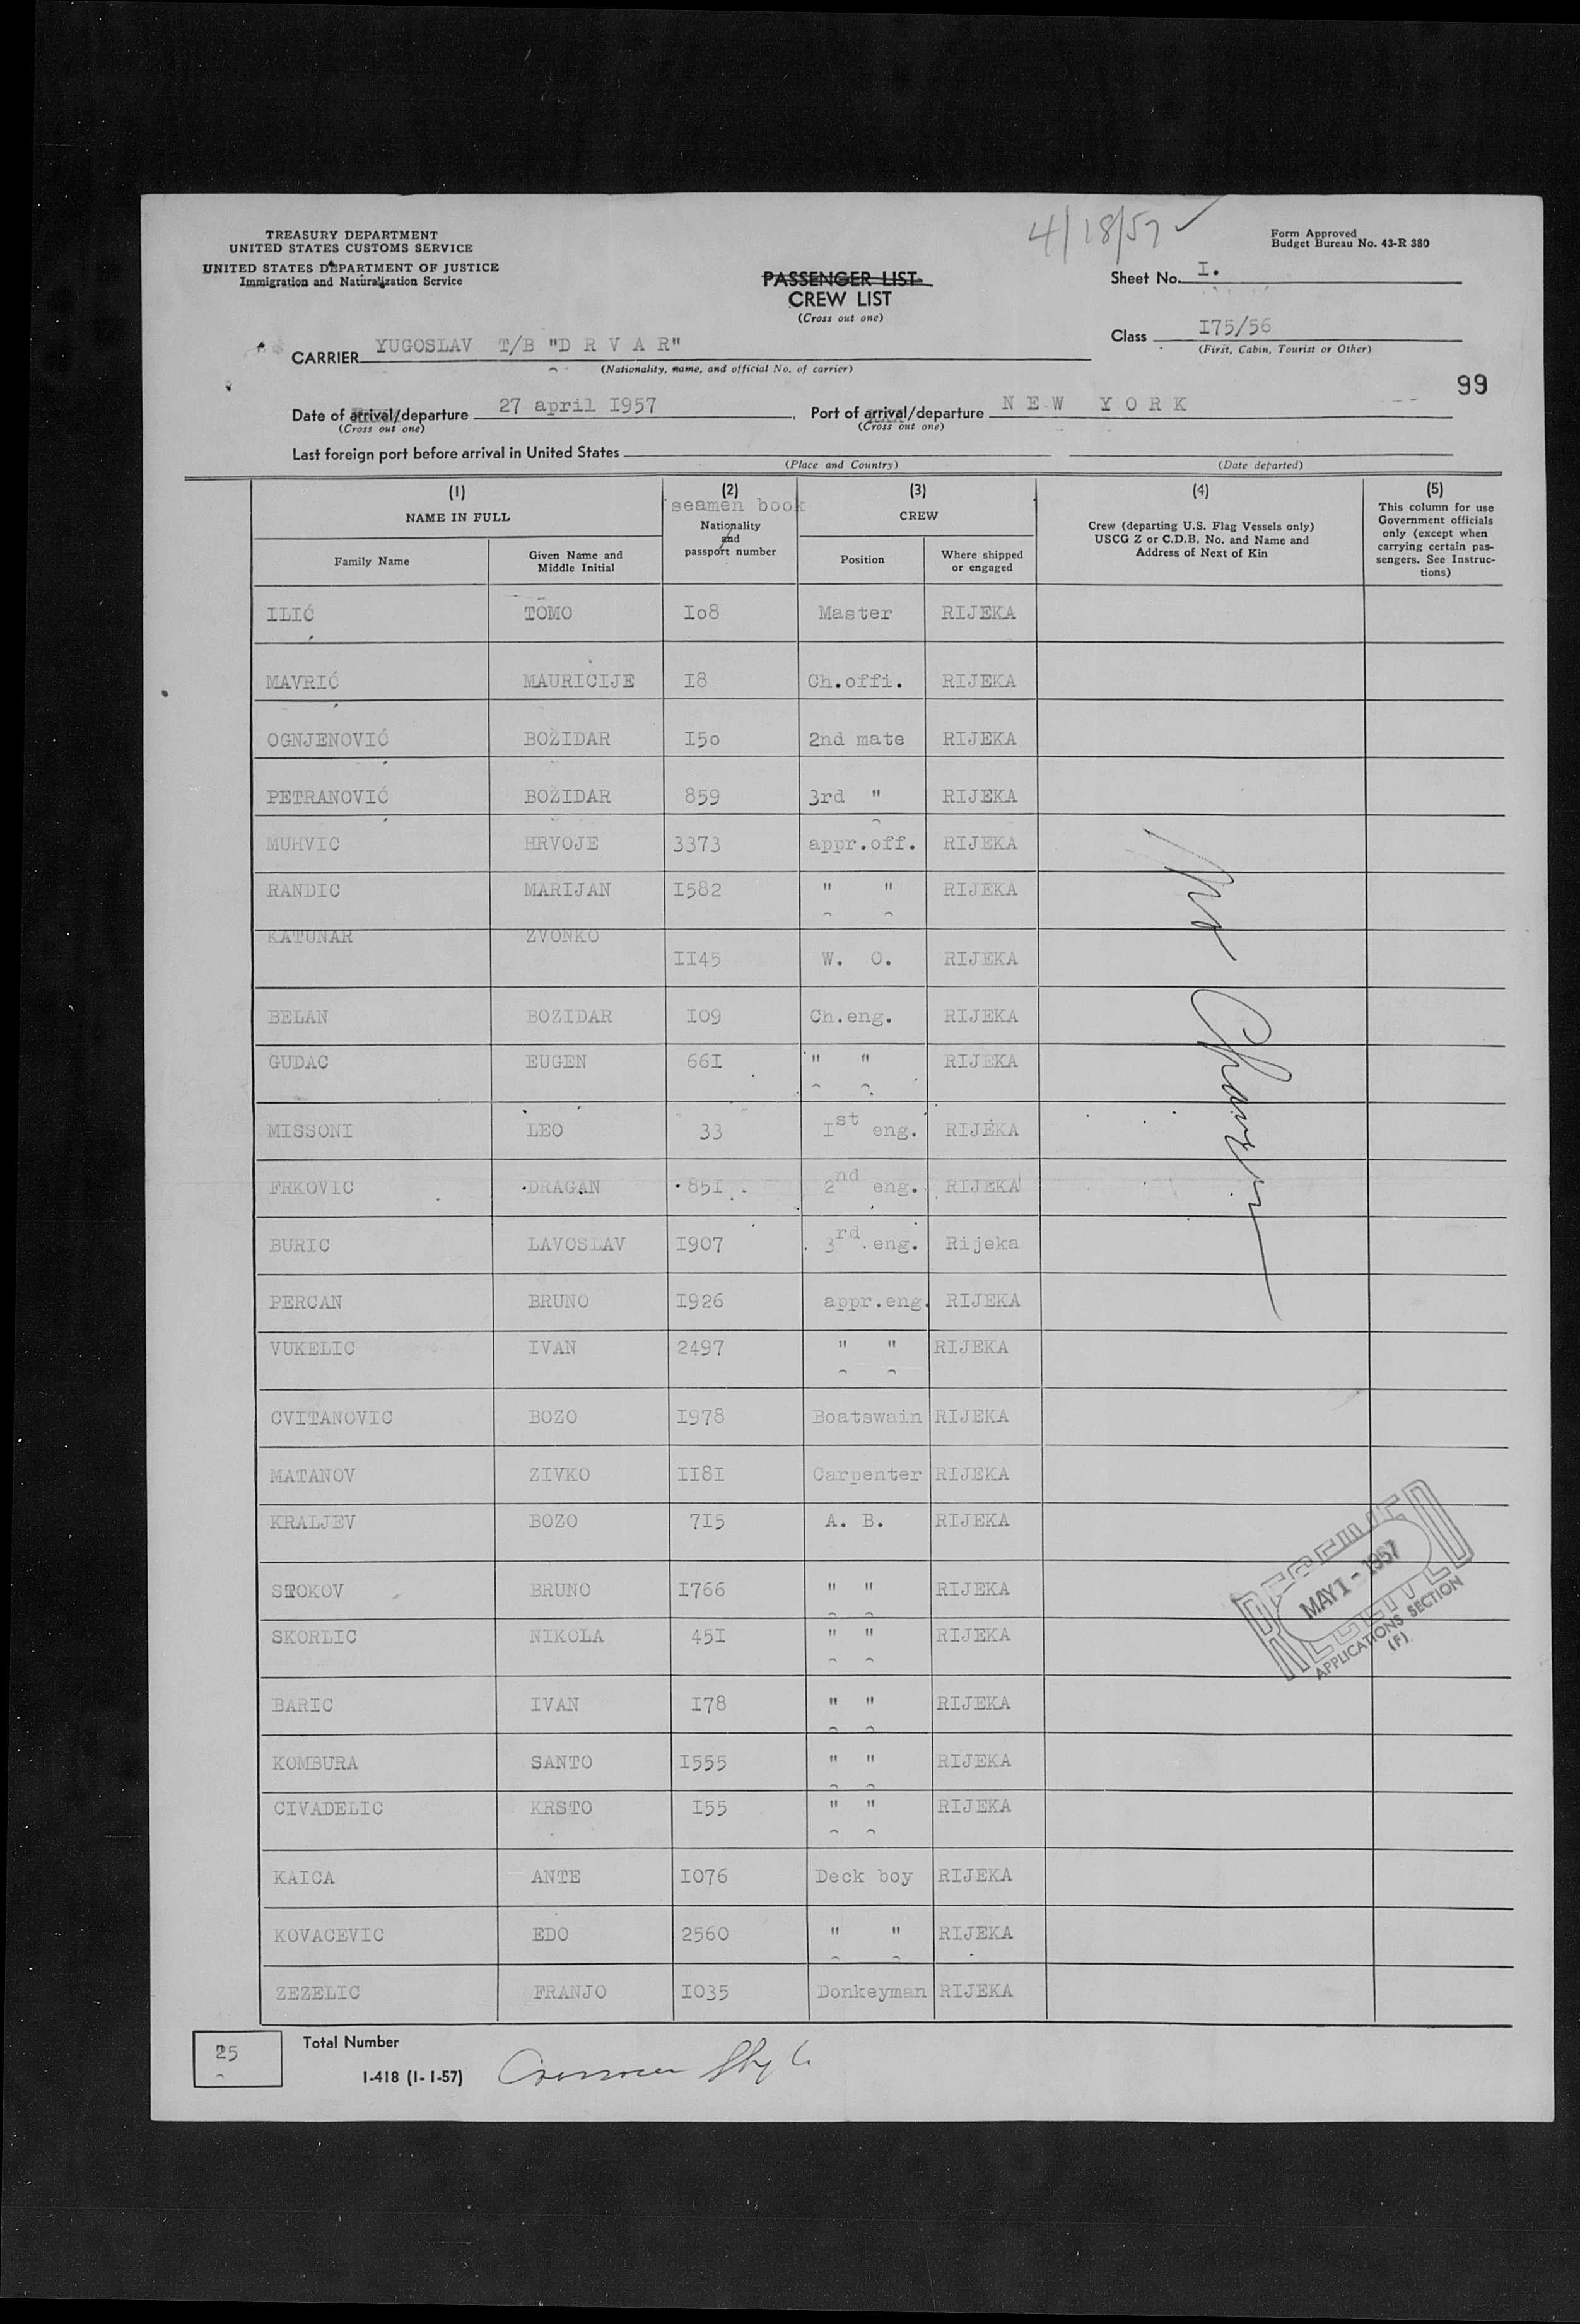 TREASURY DEPARTMENT
UNITED STATES CUSTOMS SERVICE
UNITED STATES DEPARTMENT OF JUSTICE
Immigration and Naturalization Service
4/18/57
Form Approved
Budget Bureau No. 43-R 380
PASSENGER LIST
CREW LIST
(Cross out one)
Sheet No. I.
Class I75/56
(First, Cabin, Tourist or Other)
CARRIER YUGOSLAV T/B "D R V A R"
(Nationality, name, and official No. of carrier)
99
Date of arrival/departure 27 april I957 Port of arrival/departure N E W Y O R K
(Cross out one) (Cross out one)
Last foreign port before arrival in United States
(Place and Country) (Date departed)
(1) (2) (3) (4) (5)
NAME IN FULL seamen book Nationality and passport number CREW Crew (departing U.S. Flag Vessels only) USCG Z or C.D.B. No. and Name and Address of Next of Kin This column for use Government officials only (except when carrying certain passengers. See Instructions)
Family Name Given Name and Middle Initial Position Where shipped or engaged
ILIĆ TOMO Io8 Master RIJEKA
MAVRIĆ MAURICIJE I8 Ch.offi. RIJEKA
OGNJENOVIĆ BOŽIDAR I5o 2nd mate RIJEKA
PETRANOVIĆ BOŽIDAR 859 3rd " RIJEKA
MUHVIC HRVOJE 3373 appr.off. RIJEKA
RANDIC MARIJAN I582 " " RIJEKA
KATUNAR ZVONKO II45 W. O. RIJEKA
BELAN BOZIDAR I09 Ch.eng. RIJEKA
GUDAC EUGEN 66I " " RIJEKA
MISSONI LEO 33 Ist eng. RIJEKA
FRKOVIC DRAGAN 85I 2nd eng. RIJEKA
BURIC LAVOSLAV I907 3rd eng. Rijeka
PERCAN BRUNO I926 appr.eng. RIJEKA
VUKELIC IVAN 2497 " " RIJEKA
CVITANOVIC BOZO I978 Boatswain RIJEKA
MATANOV ZIVKO II8I Carpenter RIJEKA
KRALJEV BOZO 7I5 A. B. RIJEKA
STOKOV BRUNO I766 " " RIJEKA
SKORLIC NIKOLA 45I " " RIJEKA
BARIC IVAN I78 " " RIJEKA
KOMBURA SANTO I555 " " RIJEKA
CIVADELIC KRSTO I55 " " RIJEKA
KAICA ANTE I076 Deck boy RIJEKA
KOVACEVIC EDO 2560 " " RIJEKA
ZEZELIC FRANJO I035 Donkeyman RIJEKA
No Changes
RECEIVED
MAY 1 - 1957
APPLICATIONS SECTION
(F)
25
Total Number
I-418 (1-1-57)